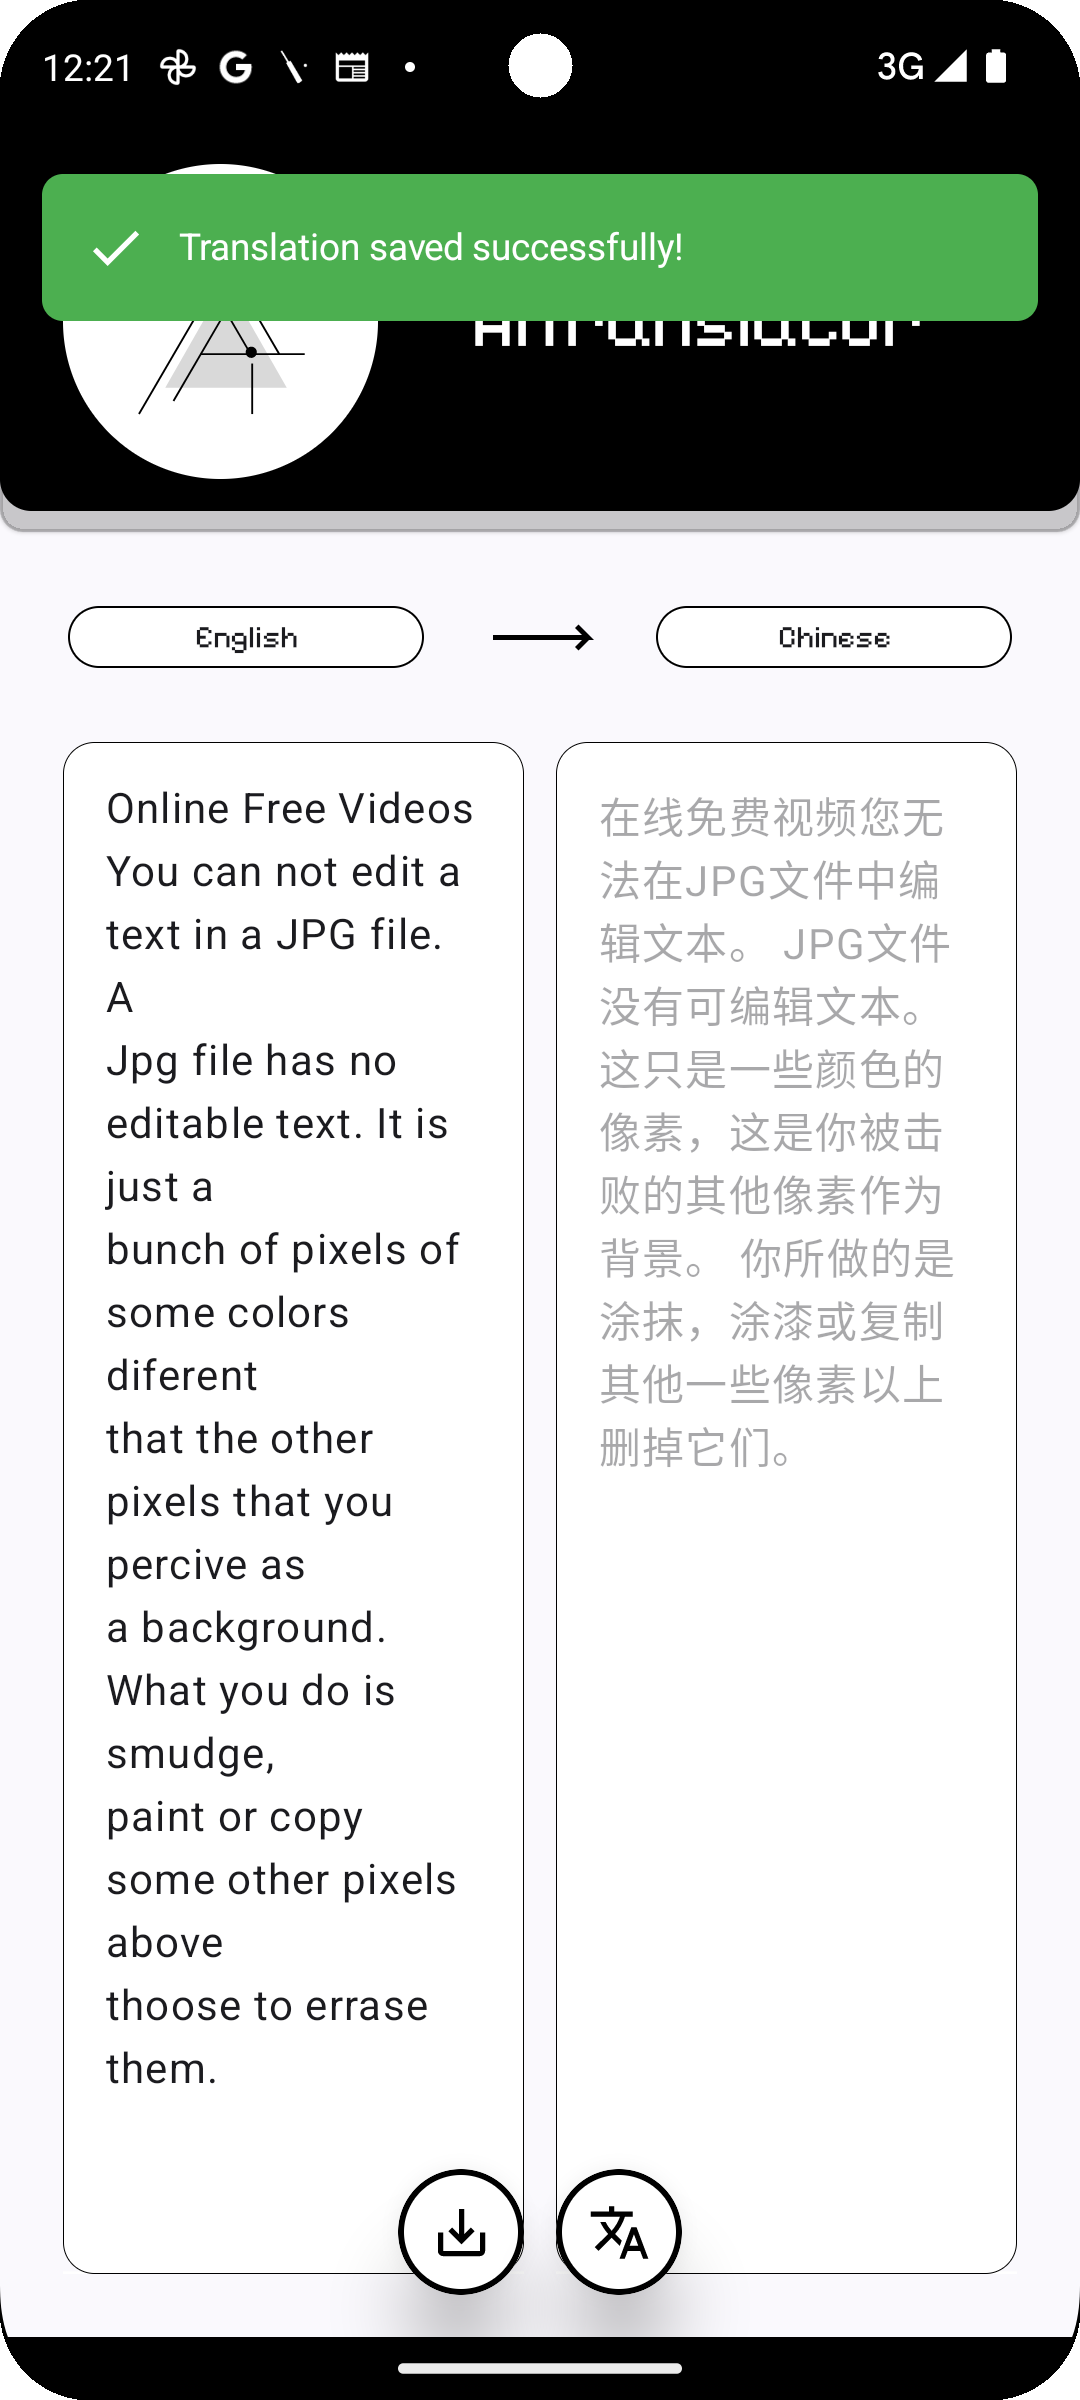 12:21
3G
Translation saved successfully!
English
Chinese
Online Free Videos
You can not edit a
text in a JPG file.
A
Jpg file has no
editable text. It is
just a
bunch of pixels of
some colors
diferent
that the other
pixels that you
percive as
a background.
What you do is
smudge,
paint or copy
some other pixels
above
thoose to errase
them.
在线免费视频您无
法在JPG文件中编
辑文本。 JPG文件
没有可编辑文本。
这只是一些颜色的
像素，这是你被击
败的其他像素作为
背景。 你所做的是
涂抹，涂漆或复制
其他一些像素以上
删掉它们。